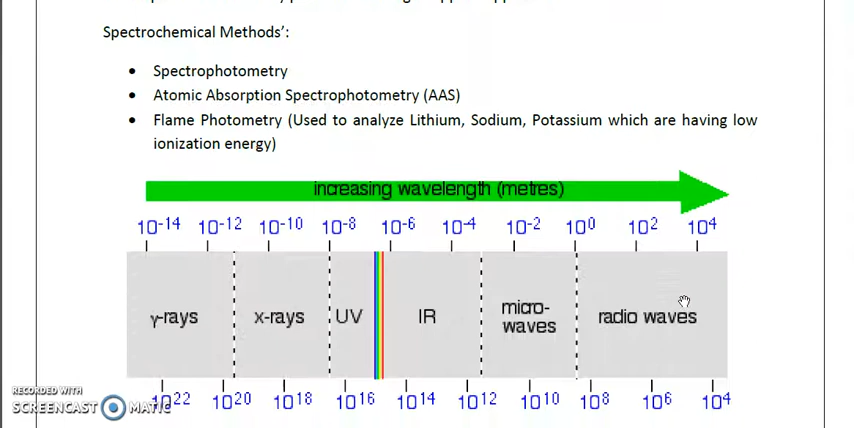 Spectrochemical Methods’:
• Spectrophotometry
• Atomic Absorption Spectrophotometry (AAS)
• Flame Photometry (Used to analyze Lithium, Sodium, Potassium which are having low
ionization energy)
increasing wavelength (metres)
10⁻¹⁴ 10⁻¹² 10⁻¹⁰ 10⁻⁸ 10⁻⁶ 10⁻⁴ 10⁻² 10⁰ 10² 10⁴
γ-rays x-rays UV IR micro-
waves radio waves
RECORDED WITH
SCREENCAST MATIC
10²² 10²⁰ 10¹⁸ 10¹⁶ 10¹⁴ 10¹² 10¹⁰ 10⁸ 10⁶ 10⁴